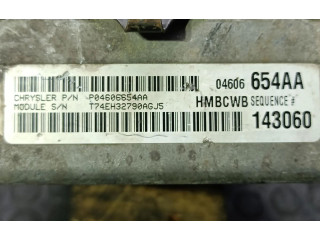 04606 654AA
CHRYSLER P/N P04606654AA
HMBCWB SEQUENCE #
MODULE S/N T74EH32790AGJ5
143060